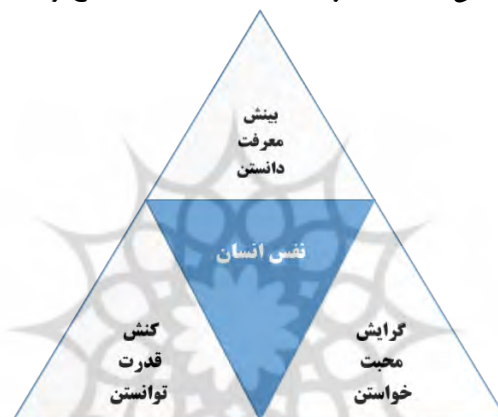 بینش
معرفت
دانستن
نفس انسان
گرایش
محبت
خواستن
کنش
قدرت
توانستن